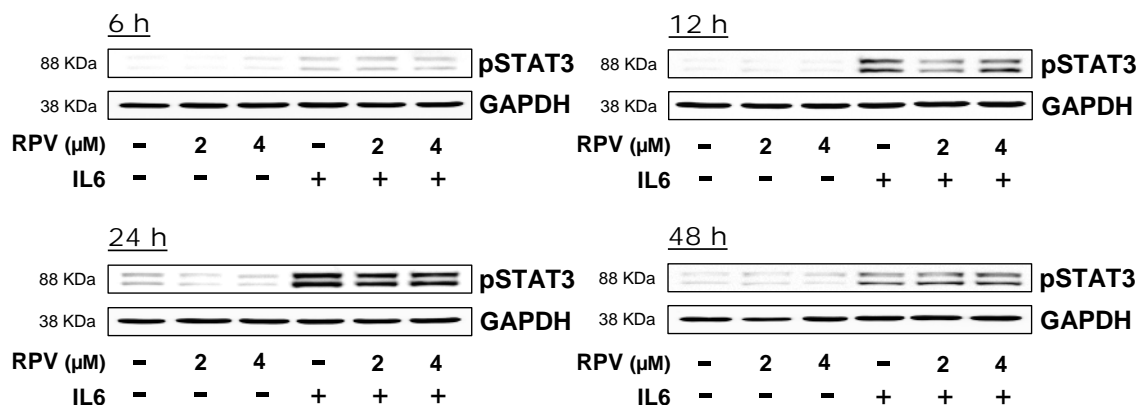 6 h
88 KDa pSTAT3
38 KDa GAPDH
RPV (µM) - 2 4 - 2 4
IL6 - - - + + +
12 h
88 KDa pSTAT3
38 KDa GAPDH
RPV (µM) - 2 4 - 2 4
IL6 - - - + + +
24 h
88 KDa pSTAT3
38 KDa GAPDH
RPV (µM) - 2 4 - 2 4
IL6 - - - + + +
48 h
88 KDa pSTAT3
38 KDa GAPDH
RPV (µM) - 2 4 - 2 4
IL6 - - - + + +